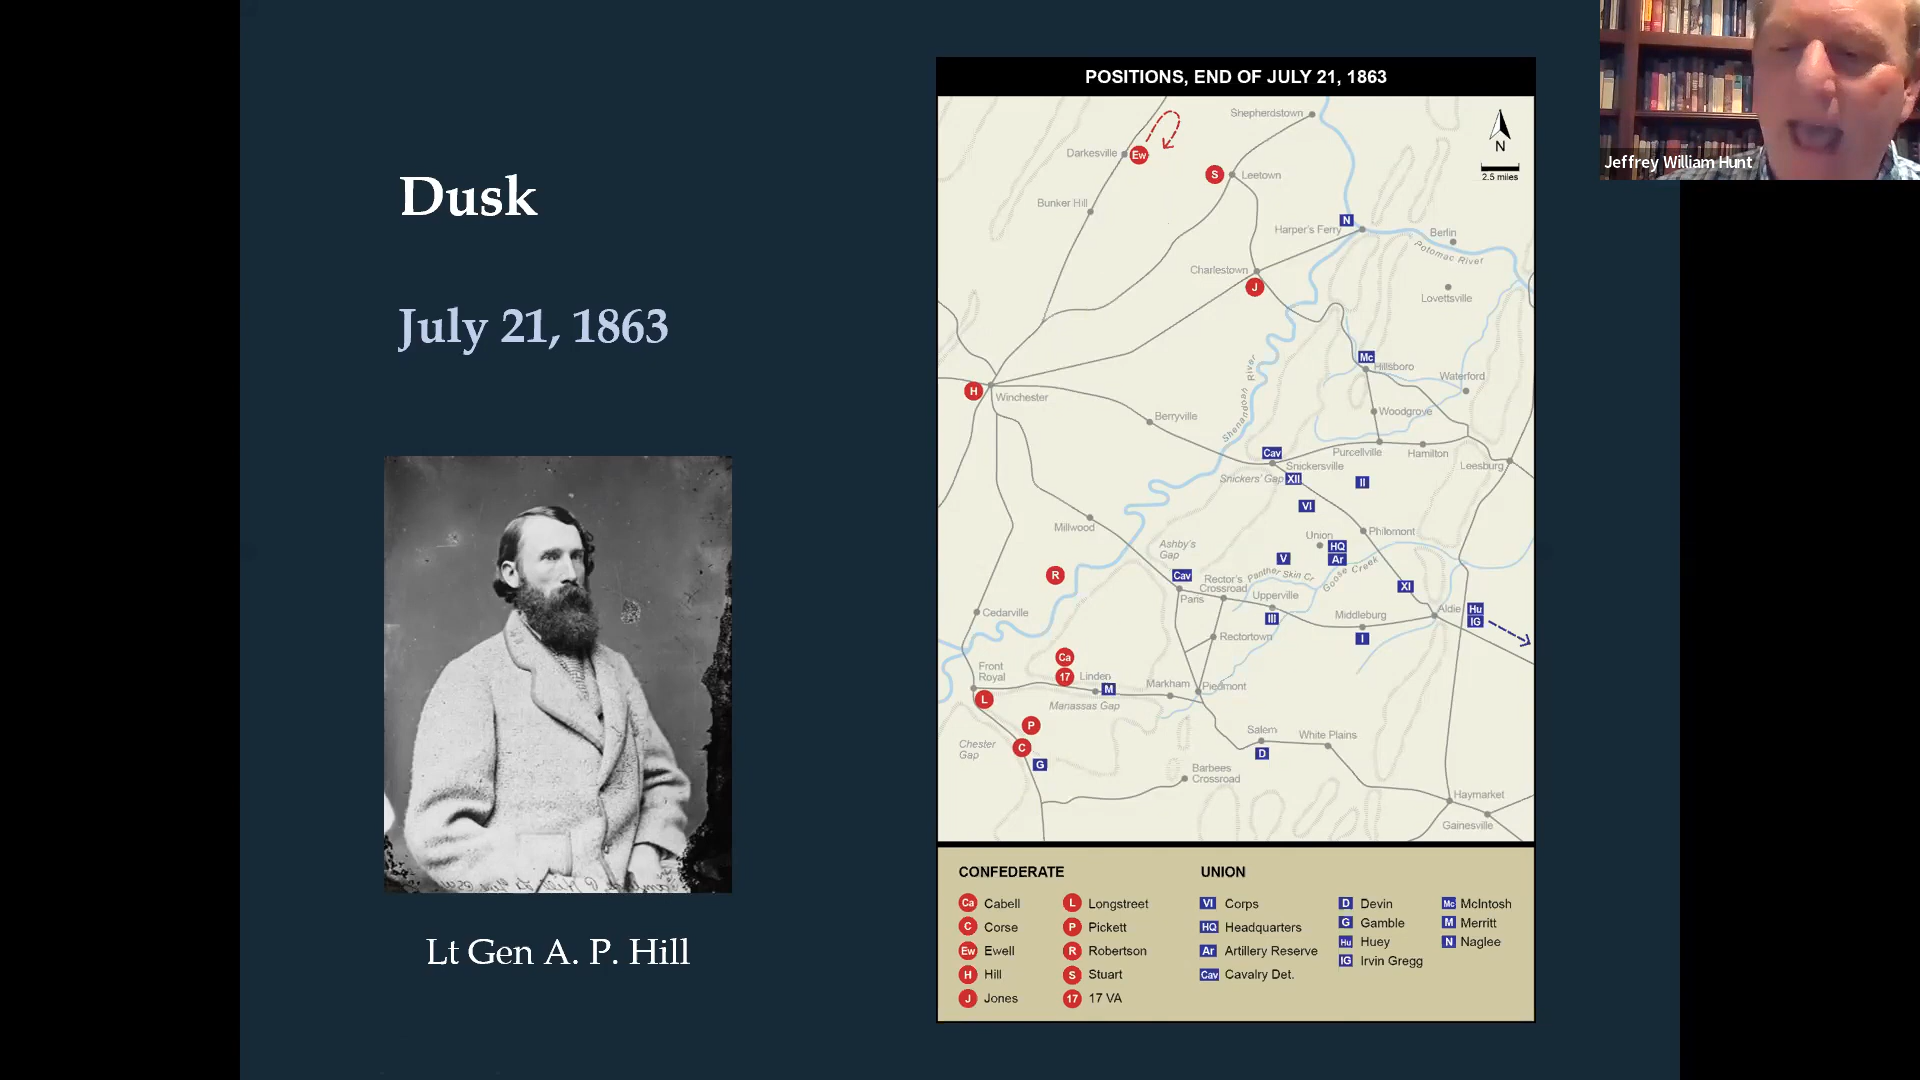 Dusk
July 21, 1863
Lt Gen A. P. Hill
POSITIONS, END OF JULY 21, 1863
Shepherdstown
N
2.5 miles
Darkesville
Ew
S
Leetown
Bunker Hill
N
Harper's Ferry
Berlin
Potomac River
Charlestown
J
Lovettsville
Shenandoah River
Mc
Hillsboro
Waterford
H
Winchester
Woodgrove
Berryville
Cav
Purcellville
Hamilton
Leesburg
Snickersville
Snickers' Gap
XII
II
VI
Millwood
Philomont
Union
HQ
Ar
Ashby's
Gap
V
Goose Creek
Panther Skin Cr
R
Cav
Rector's
Crossroad
XI
Paris
Upperville
Cedarville
III
Middleburg
Aldie
Hu
IG
I
Rectortown
Ca
17
Linden
Front
Royal
M
Markham
Piedmont
L
Manassas Gap
P
C
Chester
Gap
G
Salem
White Plains
D
Barbees
Crossroad
Haymarket
Gainesville
CONFEDERATE
Ca Cabell
C Corse
Ew Ewell
H Hill
J Jones
L Longstreet
P Pickett
R Robertson
S Stuart
17 17 VA
UNION
VI Corps
HQ Headquarters
Ar Artillery Reserve
Cav Cavalry Det.
D Devin
G Gamble
Hu Huey
IG Irvin Gregg
Mc McIntosh
M Merritt
N Naglee
Jeffrey William Hunt